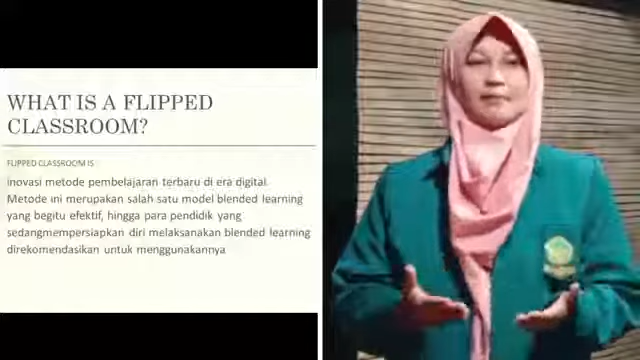 WHAT IS A FLIPPED
CLASSROOM?
FLIPPED CLASSROOM IS
inovasi metode pembelajaran terbaru di era digital.
Metode ini merupakan salah satu model blended learning
yang begitu efektif, hingga para pendidik yang
sedangmempersiapkan diri melaksanakan blended learning
direkomendasikan untuk menggunakannya